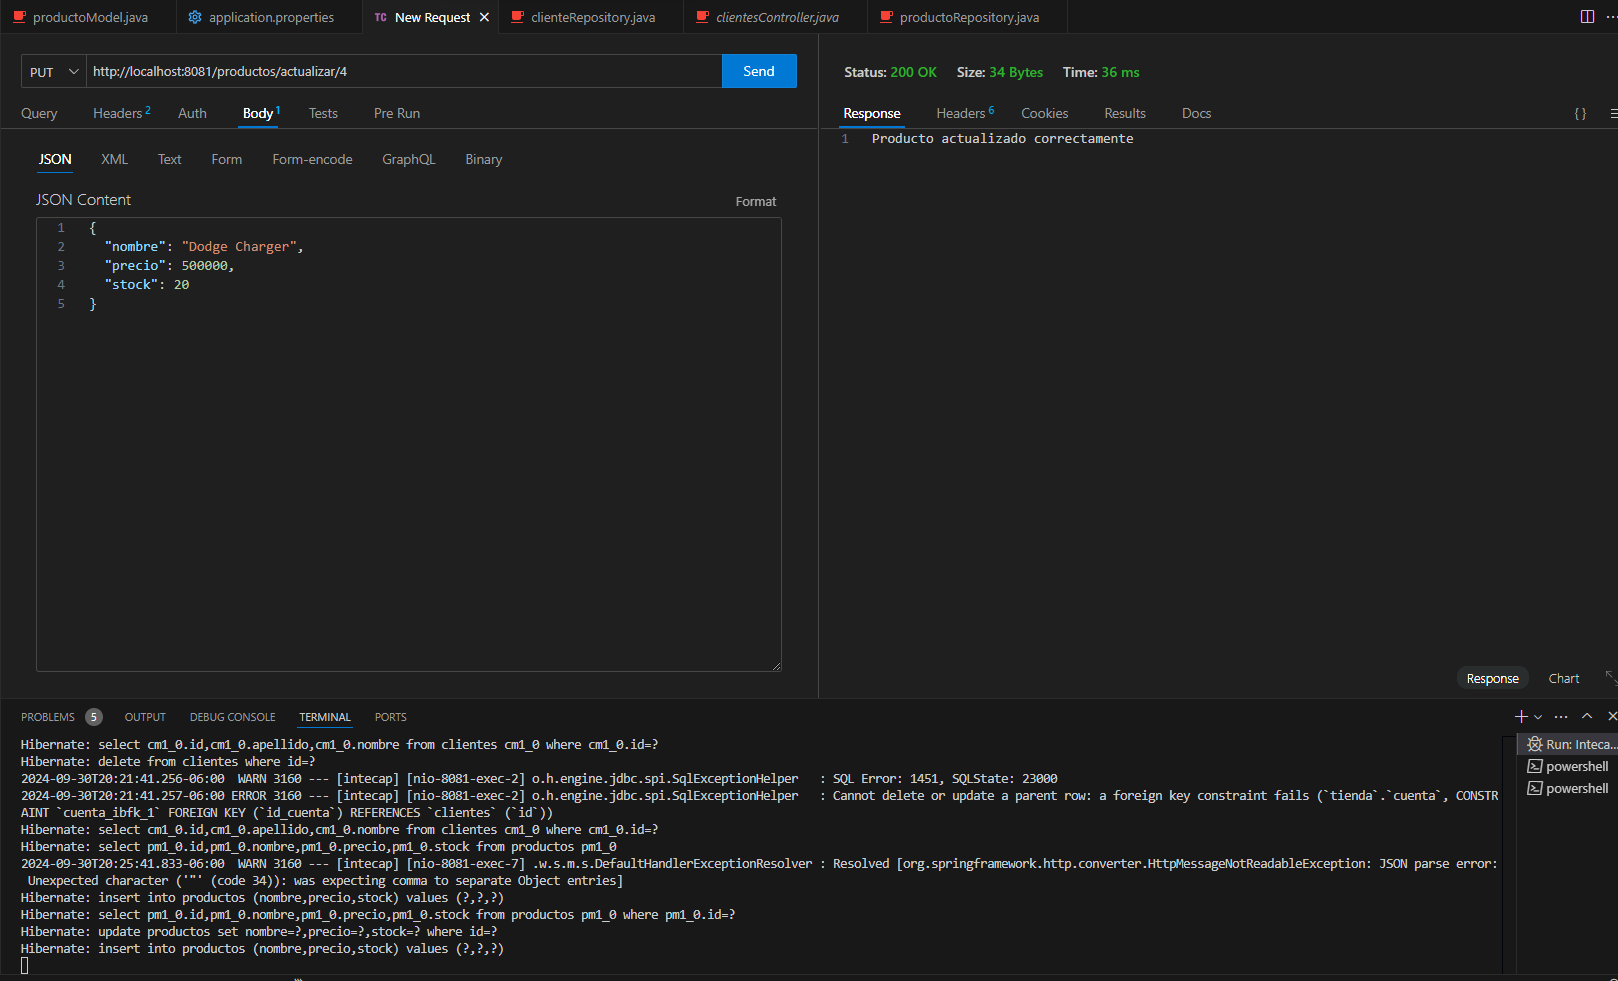 productoModel.java
application.properties
TC New Request
clienteRepository.java
clientesController.java
productoRepository.java
PUT
http://localhost:8081/productos/actualizar/4
Send
Query
Headers 2
Auth
Body 1
Tests
Pre Run
JSON
XML
Text
Form
Form-encode
GraphQL
Binary
JSON Content
Format
1 {
2 "nombre": "Dodge Charger",
3 "precio": 500000,
4 "stock": 20
5 }
Status: 200 OK Size: 34 Bytes Time: 36 ms
Response
Headers 6
Cookies
Results
Docs
{ }
1 Producto actualizado correctamente
Response
Chart
PROBLEMS 5
OUTPUT
DEBUG CONSOLE
TERMINAL
PORTS
Hibernate: select cm1_0.id,cm1_0.apellido,cm1_0.nombre from clientes cm1_0 where cm1_0.id=?
Hibernate: delete from clientes where id=?
2024-09-30T20:21:41.256-06:00  WARN 3160 --- [intecap] [nio-8081-exec-2] o.h.engine.jdbc.spi.SqlExceptionHelper   : SQL Error: 1451, SQLState: 23000
2024-09-30T20:21:41.257-06:00 ERROR 3160 --- [intecap] [nio-8081-exec-2] o.h.engine.jdbc.spi.SqlExceptionHelper   : Cannot delete or update a parent row: a foreign key constraint fails (`tienda`.`cuenta`, CONSTR
AINT `cuenta_ibfk_1` FOREIGN KEY (`id_cuenta`) REFERENCES `clientes` (`id`))
Hibernate: select cm1_0.id,cm1_0.apellido,cm1_0.nombre from clientes cm1_0 where cm1_0.id=?
Hibernate: select pm1_0.id,pm1_0.nombre,pm1_0.precio,pm1_0.stock from productos pm1_0
2024-09-30T20:25:41.833-06:00  WARN 3160 --- [intecap] [nio-8081-exec-7] .w.s.m.s.DefaultHandlerExceptionResolver : Resolved [org.springframework.http.converter.HttpMessageNotReadableException: JSON parse error:
Unexpected character ('"' (code 34)): was expecting comma to separate Object entries]
Hibernate: insert into productos (nombre,precio,stock) values (?,?,?)
Hibernate: select pm1_0.id,pm1_0.nombre,pm1_0.precio,pm1_0.stock from productos pm1_0 where pm1_0.id=?
Hibernate: update productos set nombre=?,precio=?,stock=? where id=?
Hibernate: insert into productos (nombre,precio,stock) values (?,?,?)
Run: Inteca...
powershell
powershell